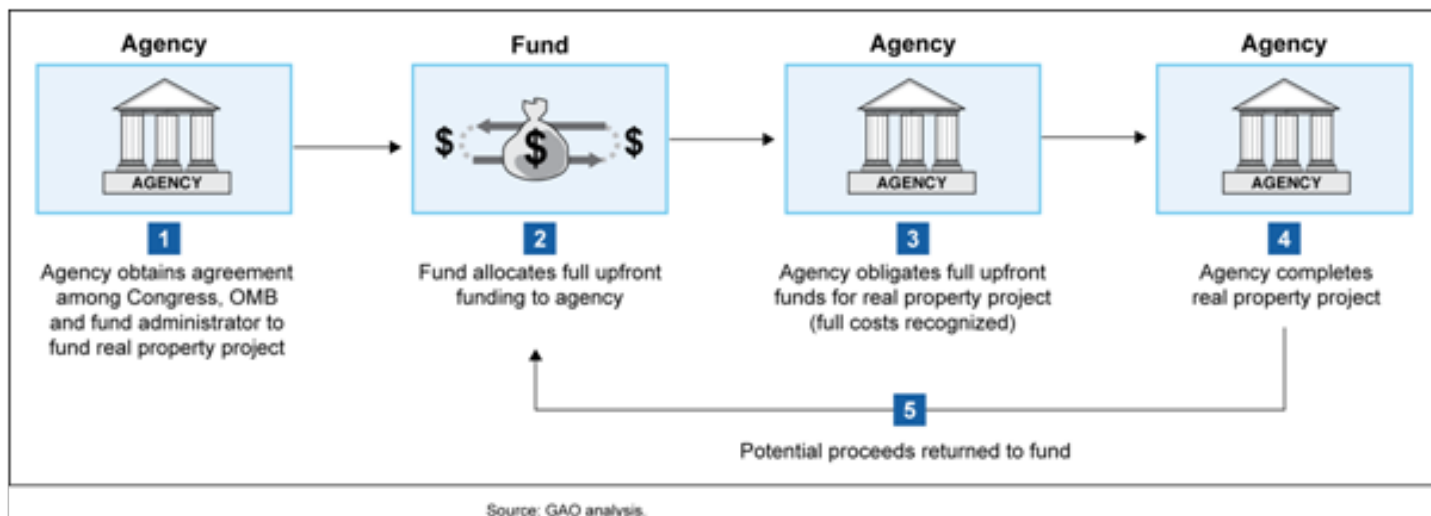 Agency
Fund
Agency
Agency
AGENCY
$
$
$
AGENCY
AGENCY
1
2
3
4
Agency obtains agreement
among Congress, OMB
and fund administrator to
fund real property project
Fund allocates full upfront
funding to agency
Agency obligates full upfront
funds for real property project
(full costs recognized)
Agency completes
real property project
5
Potential proceeds returned to fund
Source: GAO analysis.